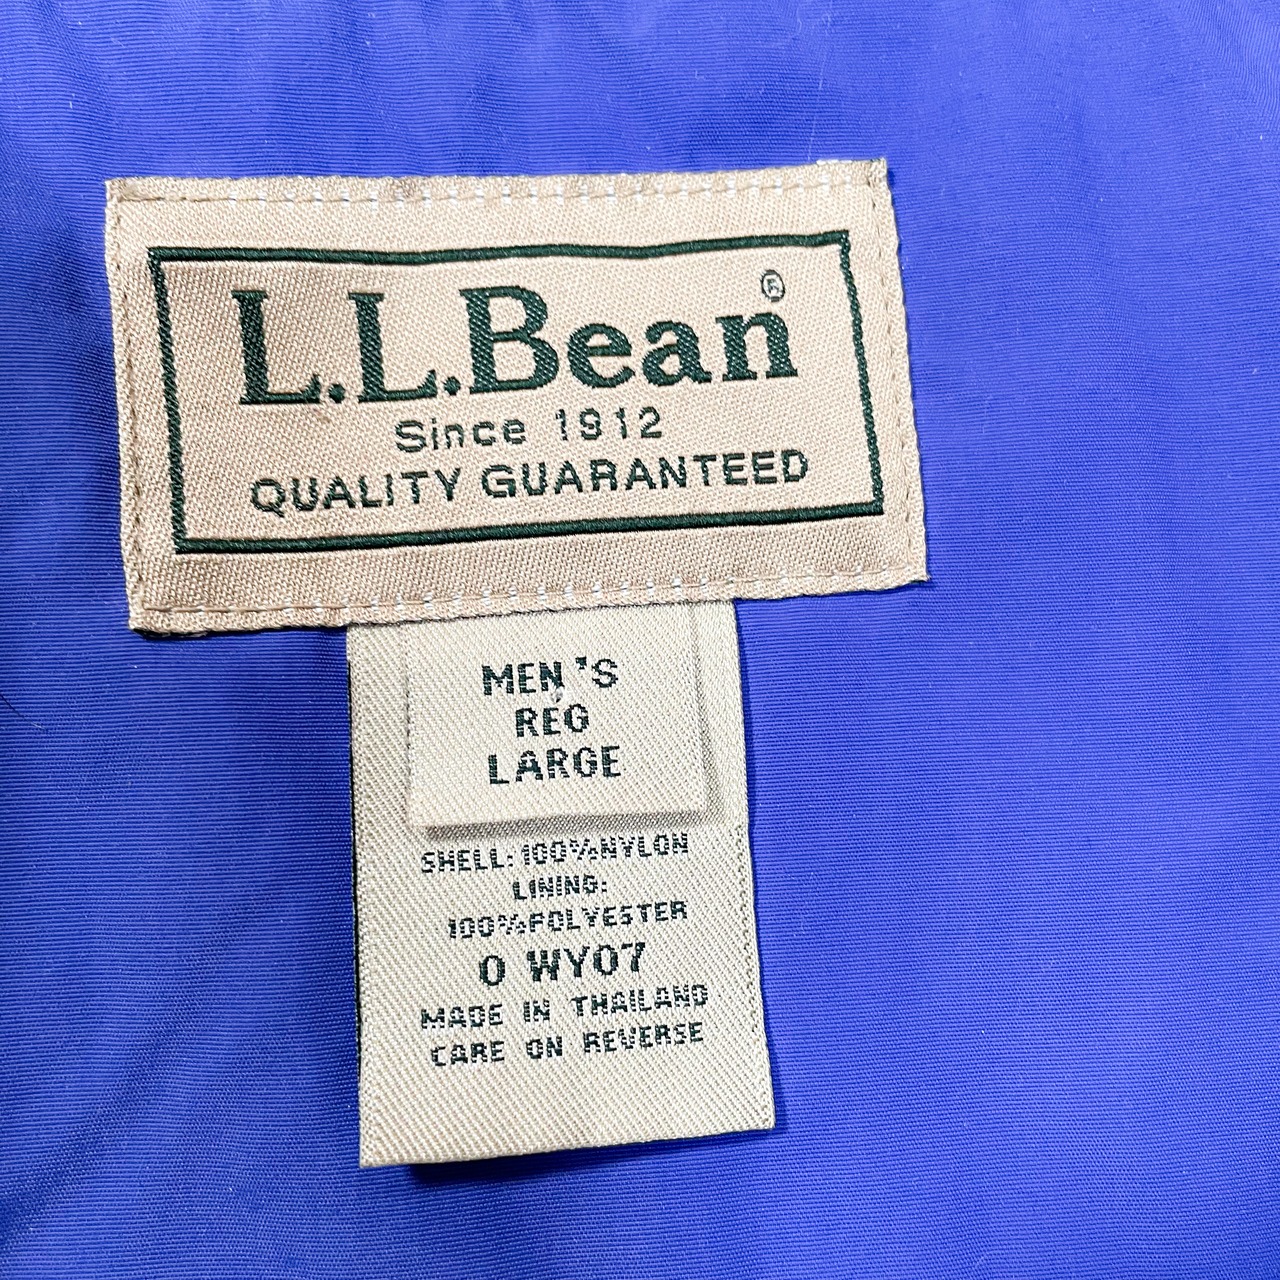 L.L.Bean®
Since 1912
QUALITY GUARANTEED
MEN'S
REG
LARGE
SHELL: 100% NYLON
LINING:
100% POLYESTER
0 WY07
MADE IN THAILAND
CARE ON REVERSE